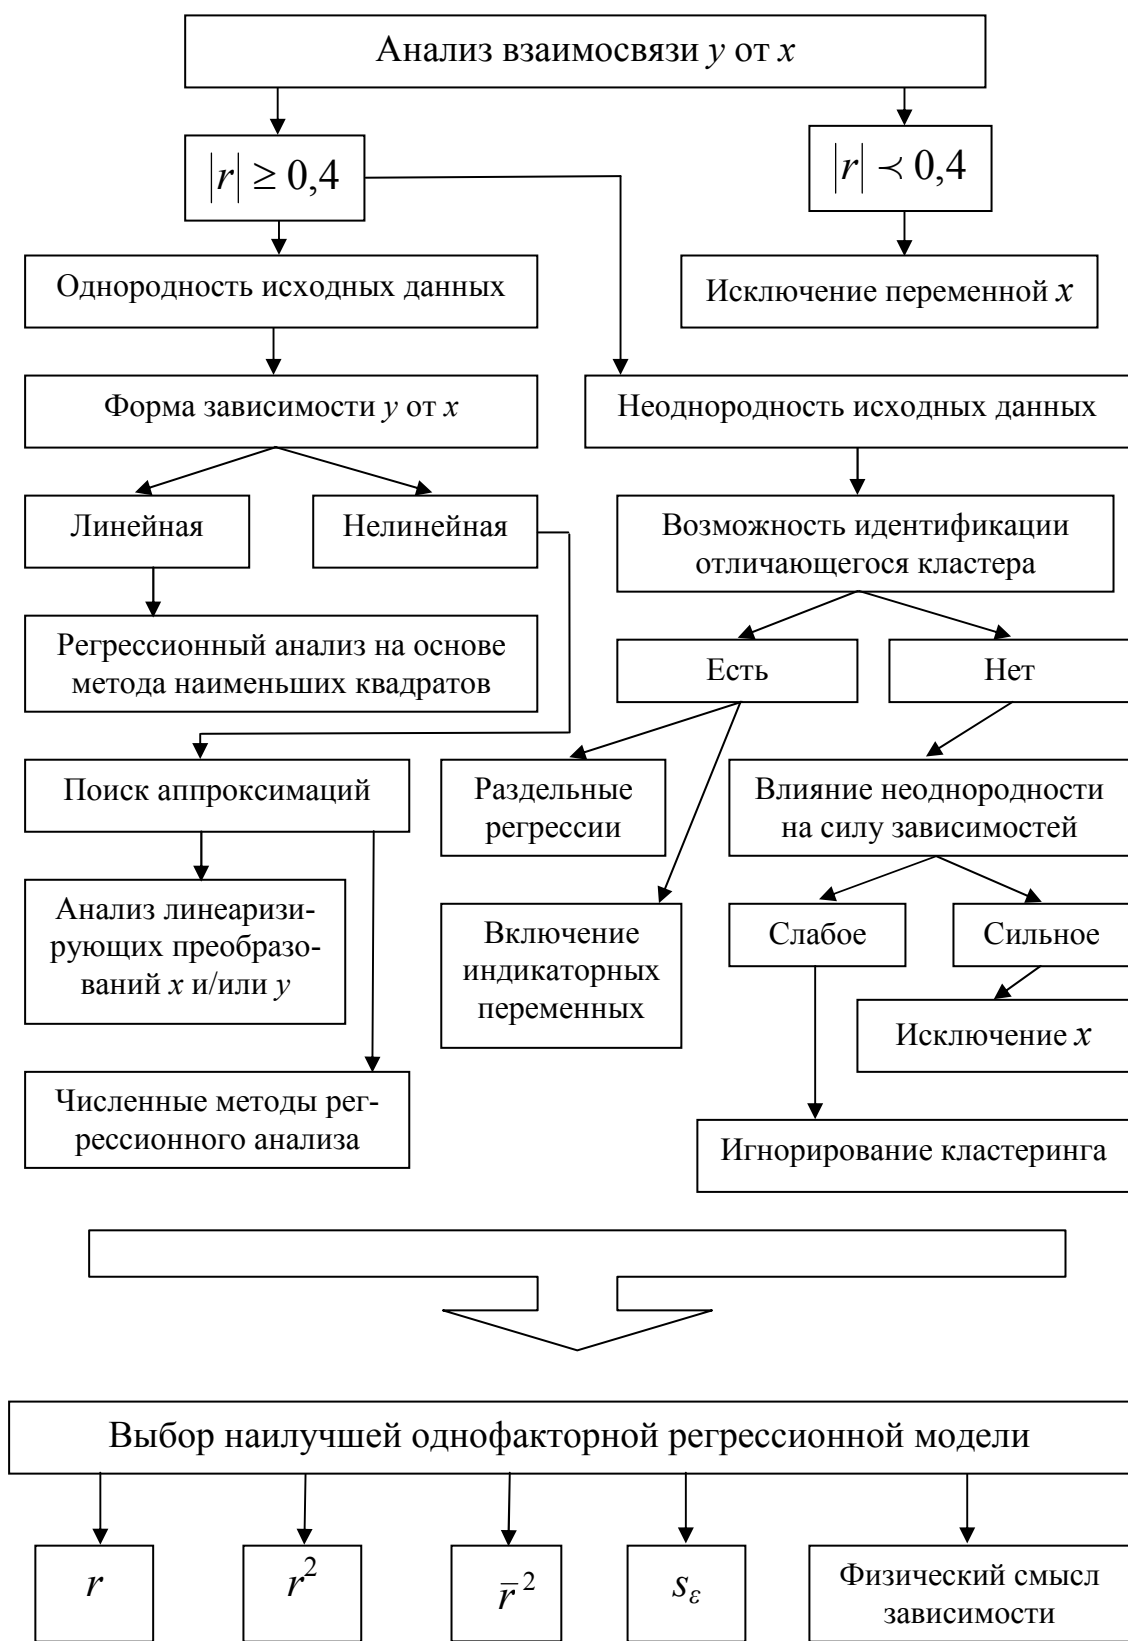 Анализ взаимосвязи y от x
|r| ≥ 0,4
|r| ≺ 0,4
Однородность исходных данных
Исключение переменной x
Форма зависимости y от x
Неоднородность исходных данных
Линейная
Нелинейная
Возможность идентификации
отличающегося кластера
Регрессионный анализ на основе
метода наименьших квадратов
Есть
Нет
Поиск аппроксимаций
Раздельные
регрессии
Влияние неоднородности
на силу зависимостей
Анализ линеаризи-
рующих преобразо-
ваний x и/или y
Включение
индикаторных
переменных
Слабое
Сильное
Исключение x
Численные методы рег-
рессионного анализа
Игнорирование кластеринга
Выбор наилучшей однофакторной регрессионной модели
r
r²
r̄²
sε
Физический смысл
зависимости